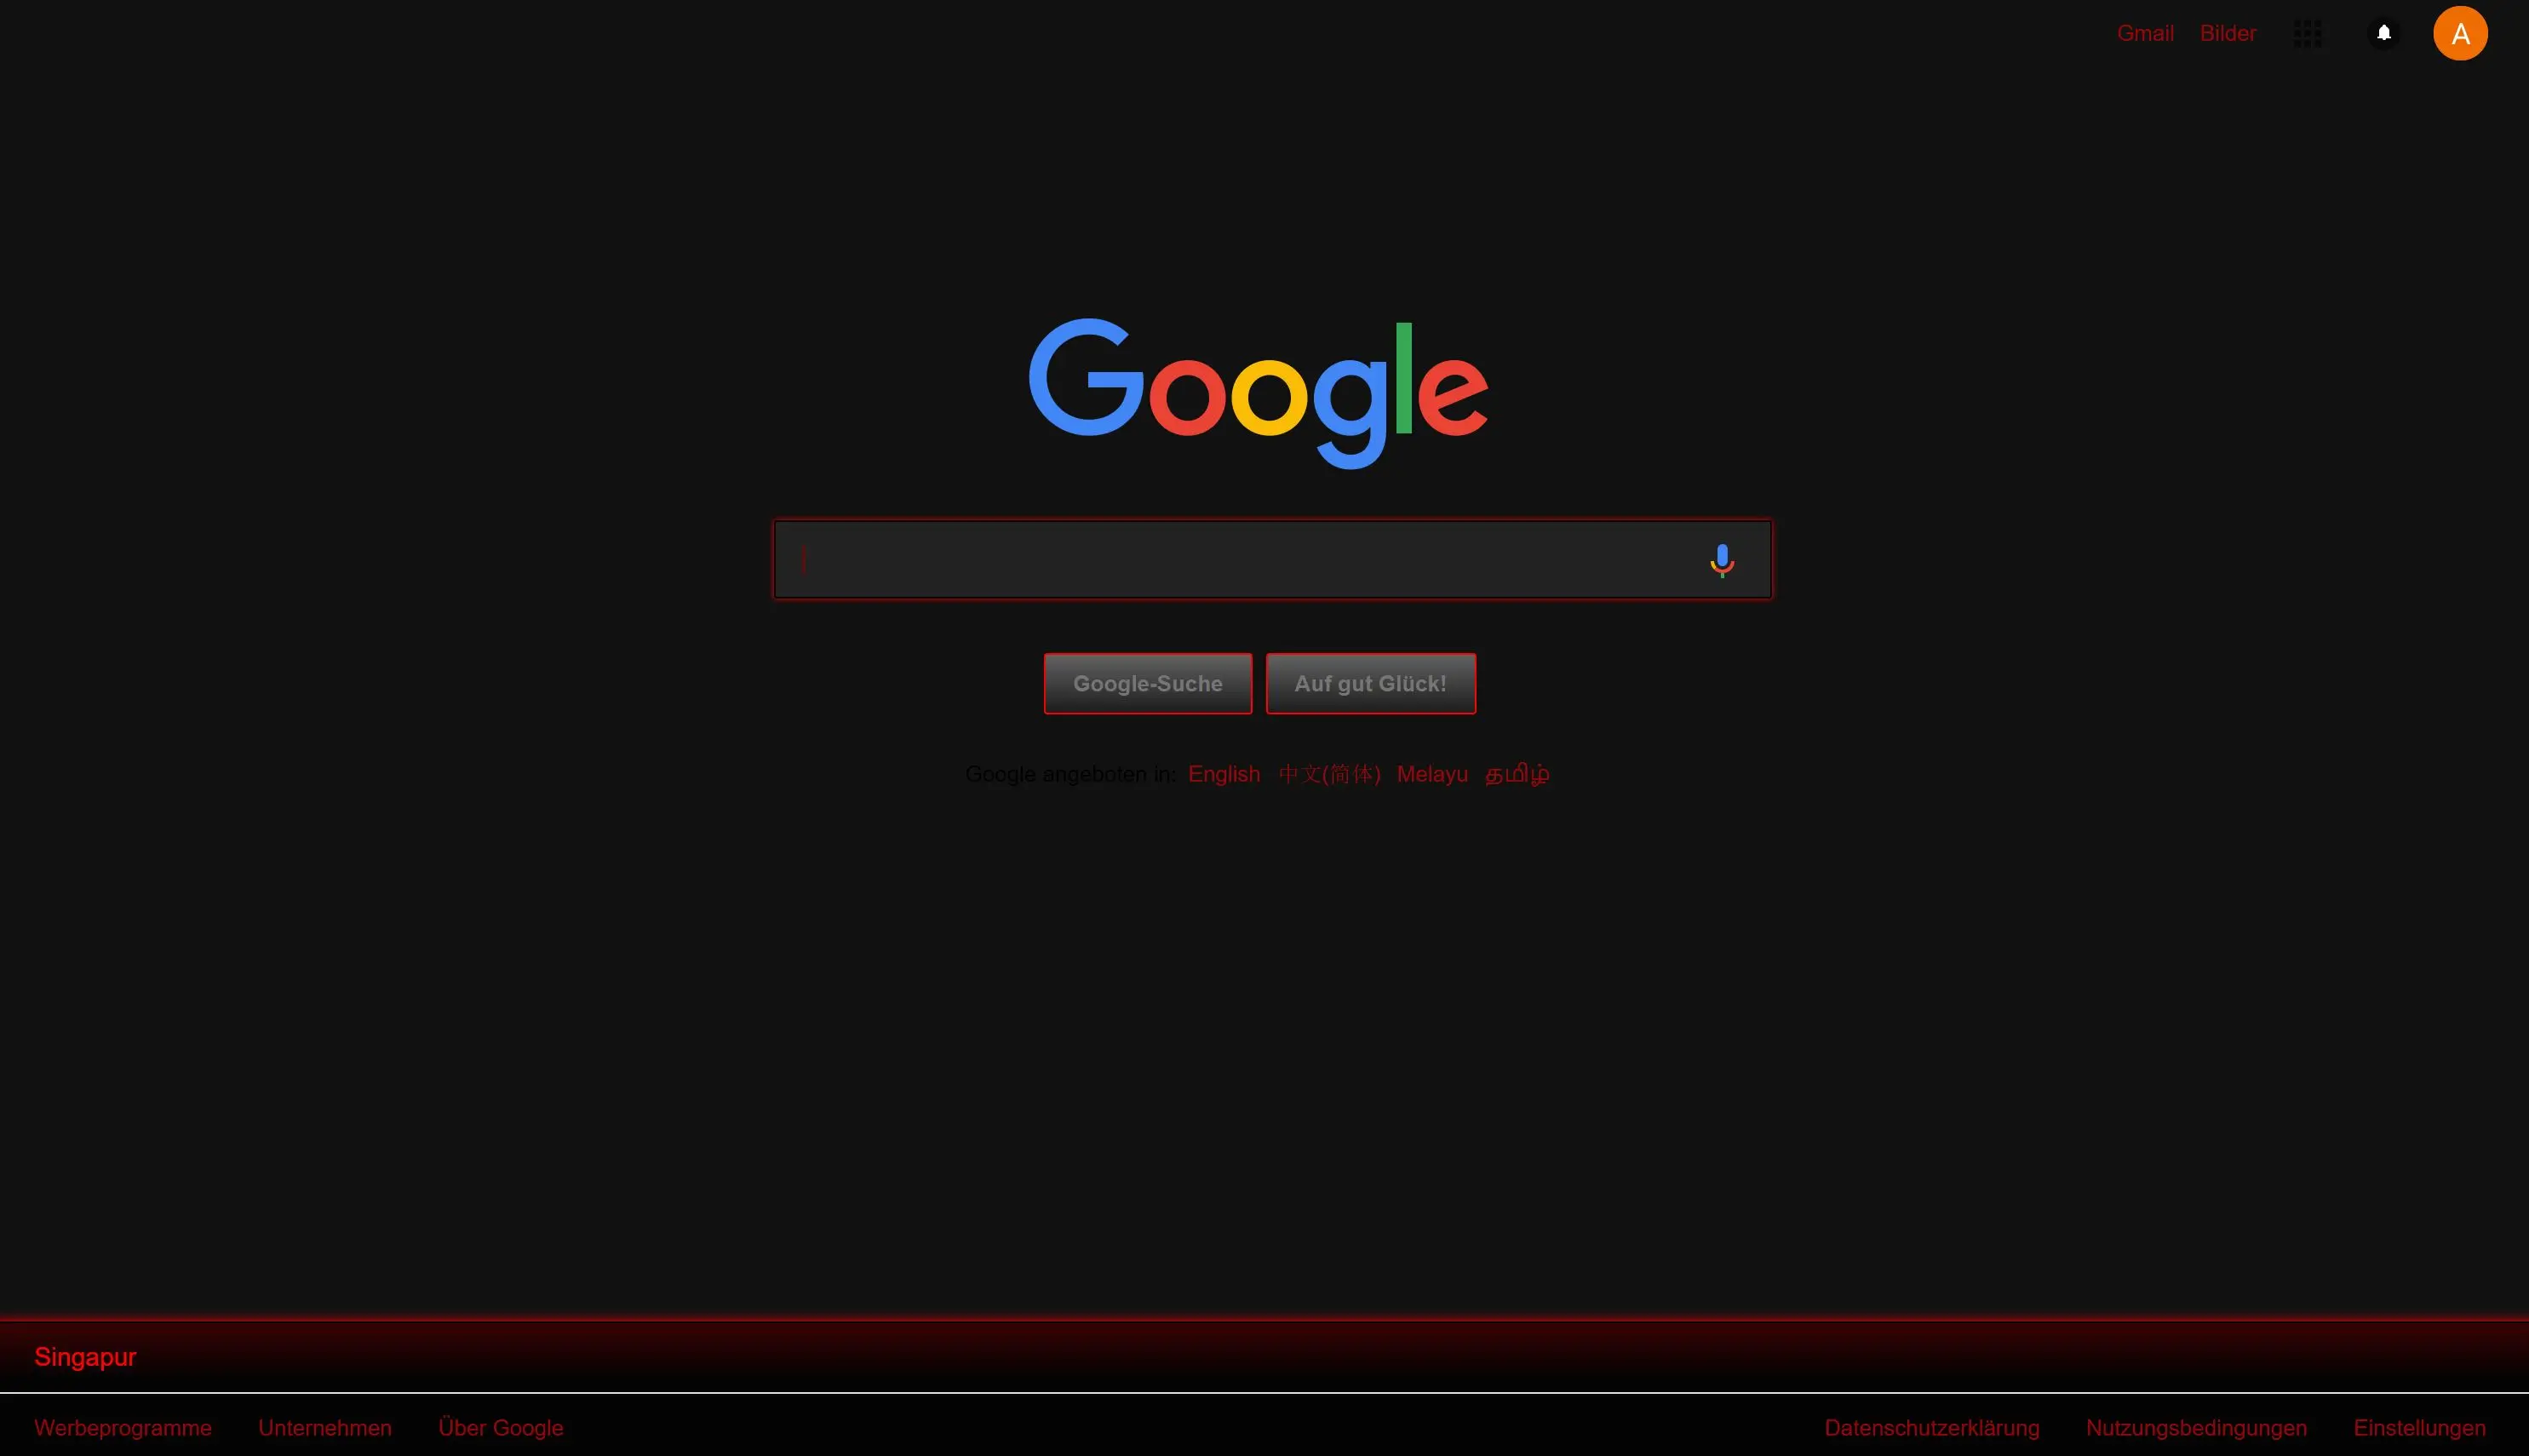 Gmail Bilder A
Google
Google-Suche Auf gut Glück!
Google angeboten in: English 中文(简体) Melayu தமிழ்
Singapur
Werbeprogramme Unternehmen Über Google Datenschutzerklärung Nutzungsbedingungen Einstellungen